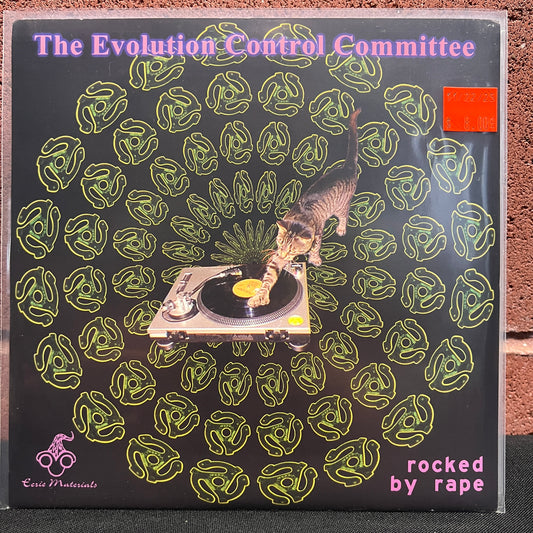 The Evolution Control Committee
Eerie Materials
rocked
by rape